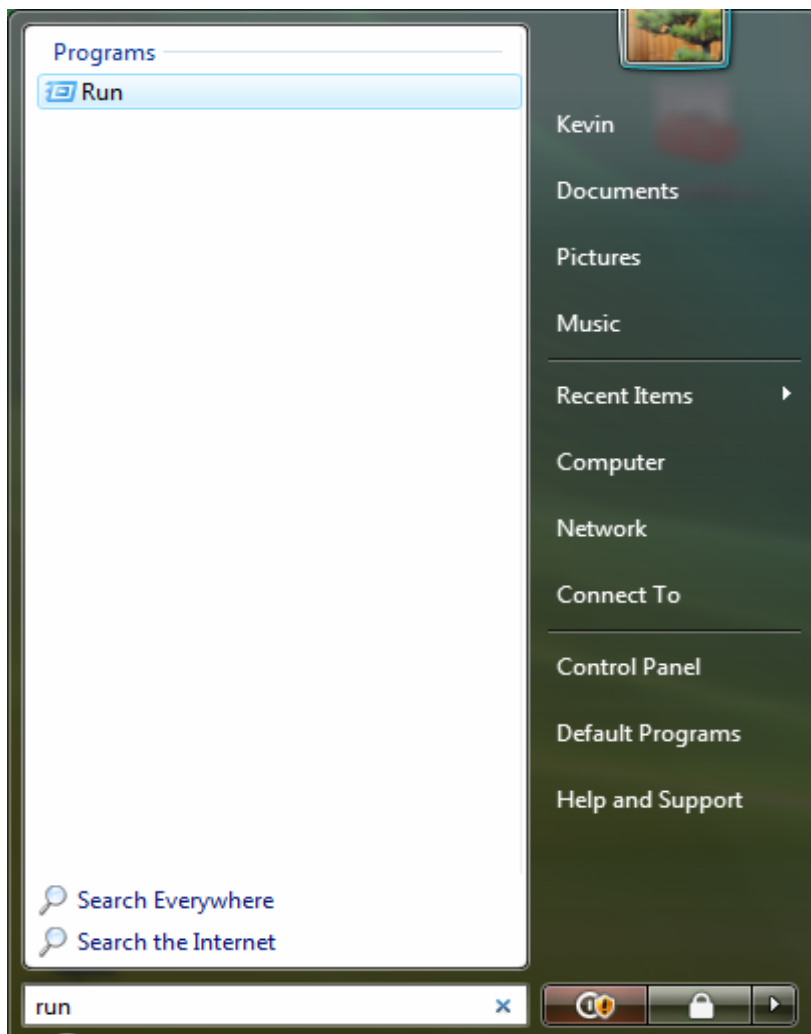 Programs
Run
Search Everywhere
Search the Internet
run
Kevin
Documents
Pictures
Music
Recent Items
Computer
Network
Connect To
Control Panel
Default Programs
Help and Support